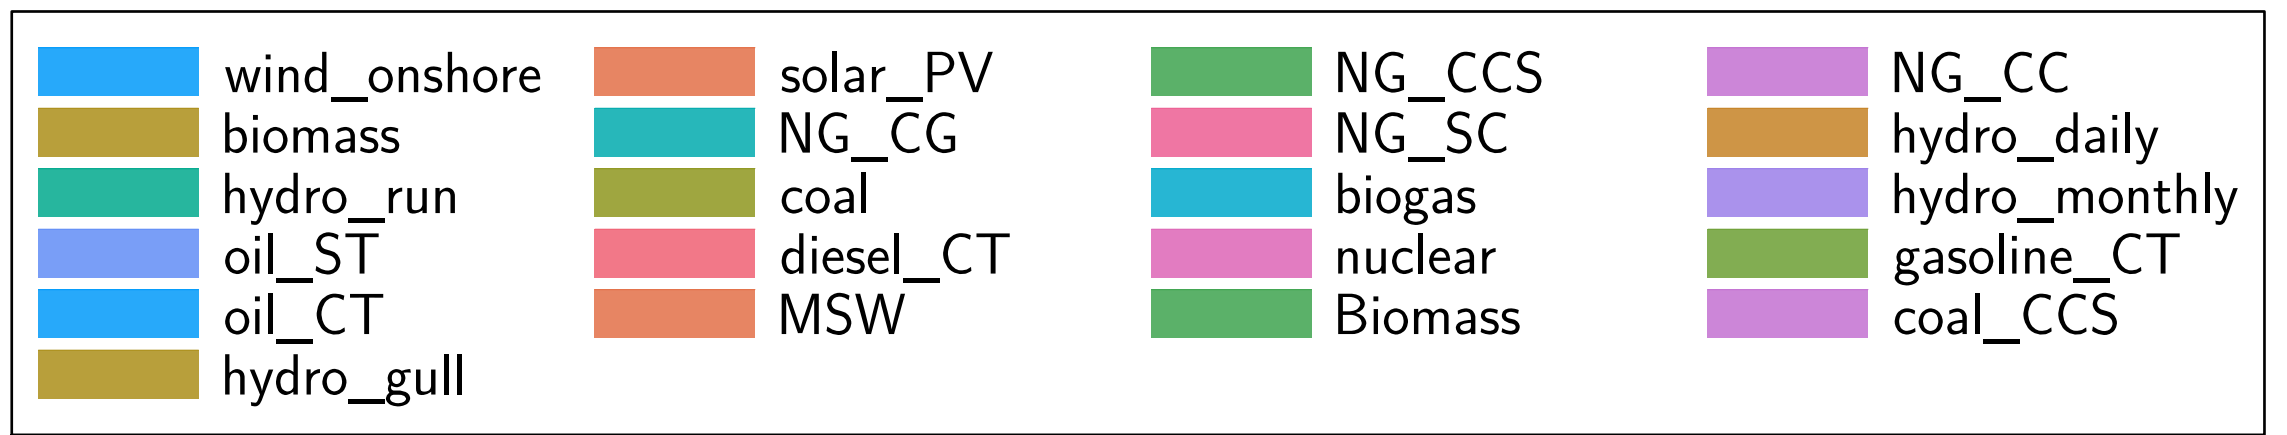 wind_onshore solar_PV NG_CCS NG_CC
biomass NG_CG NG_SC hydro_daily
hydro_run coal biogas hydro_monthly
oil_ST diesel_CT nuclear gasoline_CT
oil_CT MSW Biomass coal_CCS
hydro_gull